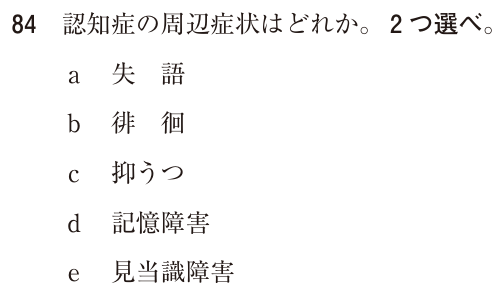 84 認知症の周辺症状はどれか。2つ選べ。
a 失　語
b 徘　徊
c 抑うつ
d 記憶障害
e 見当識障害